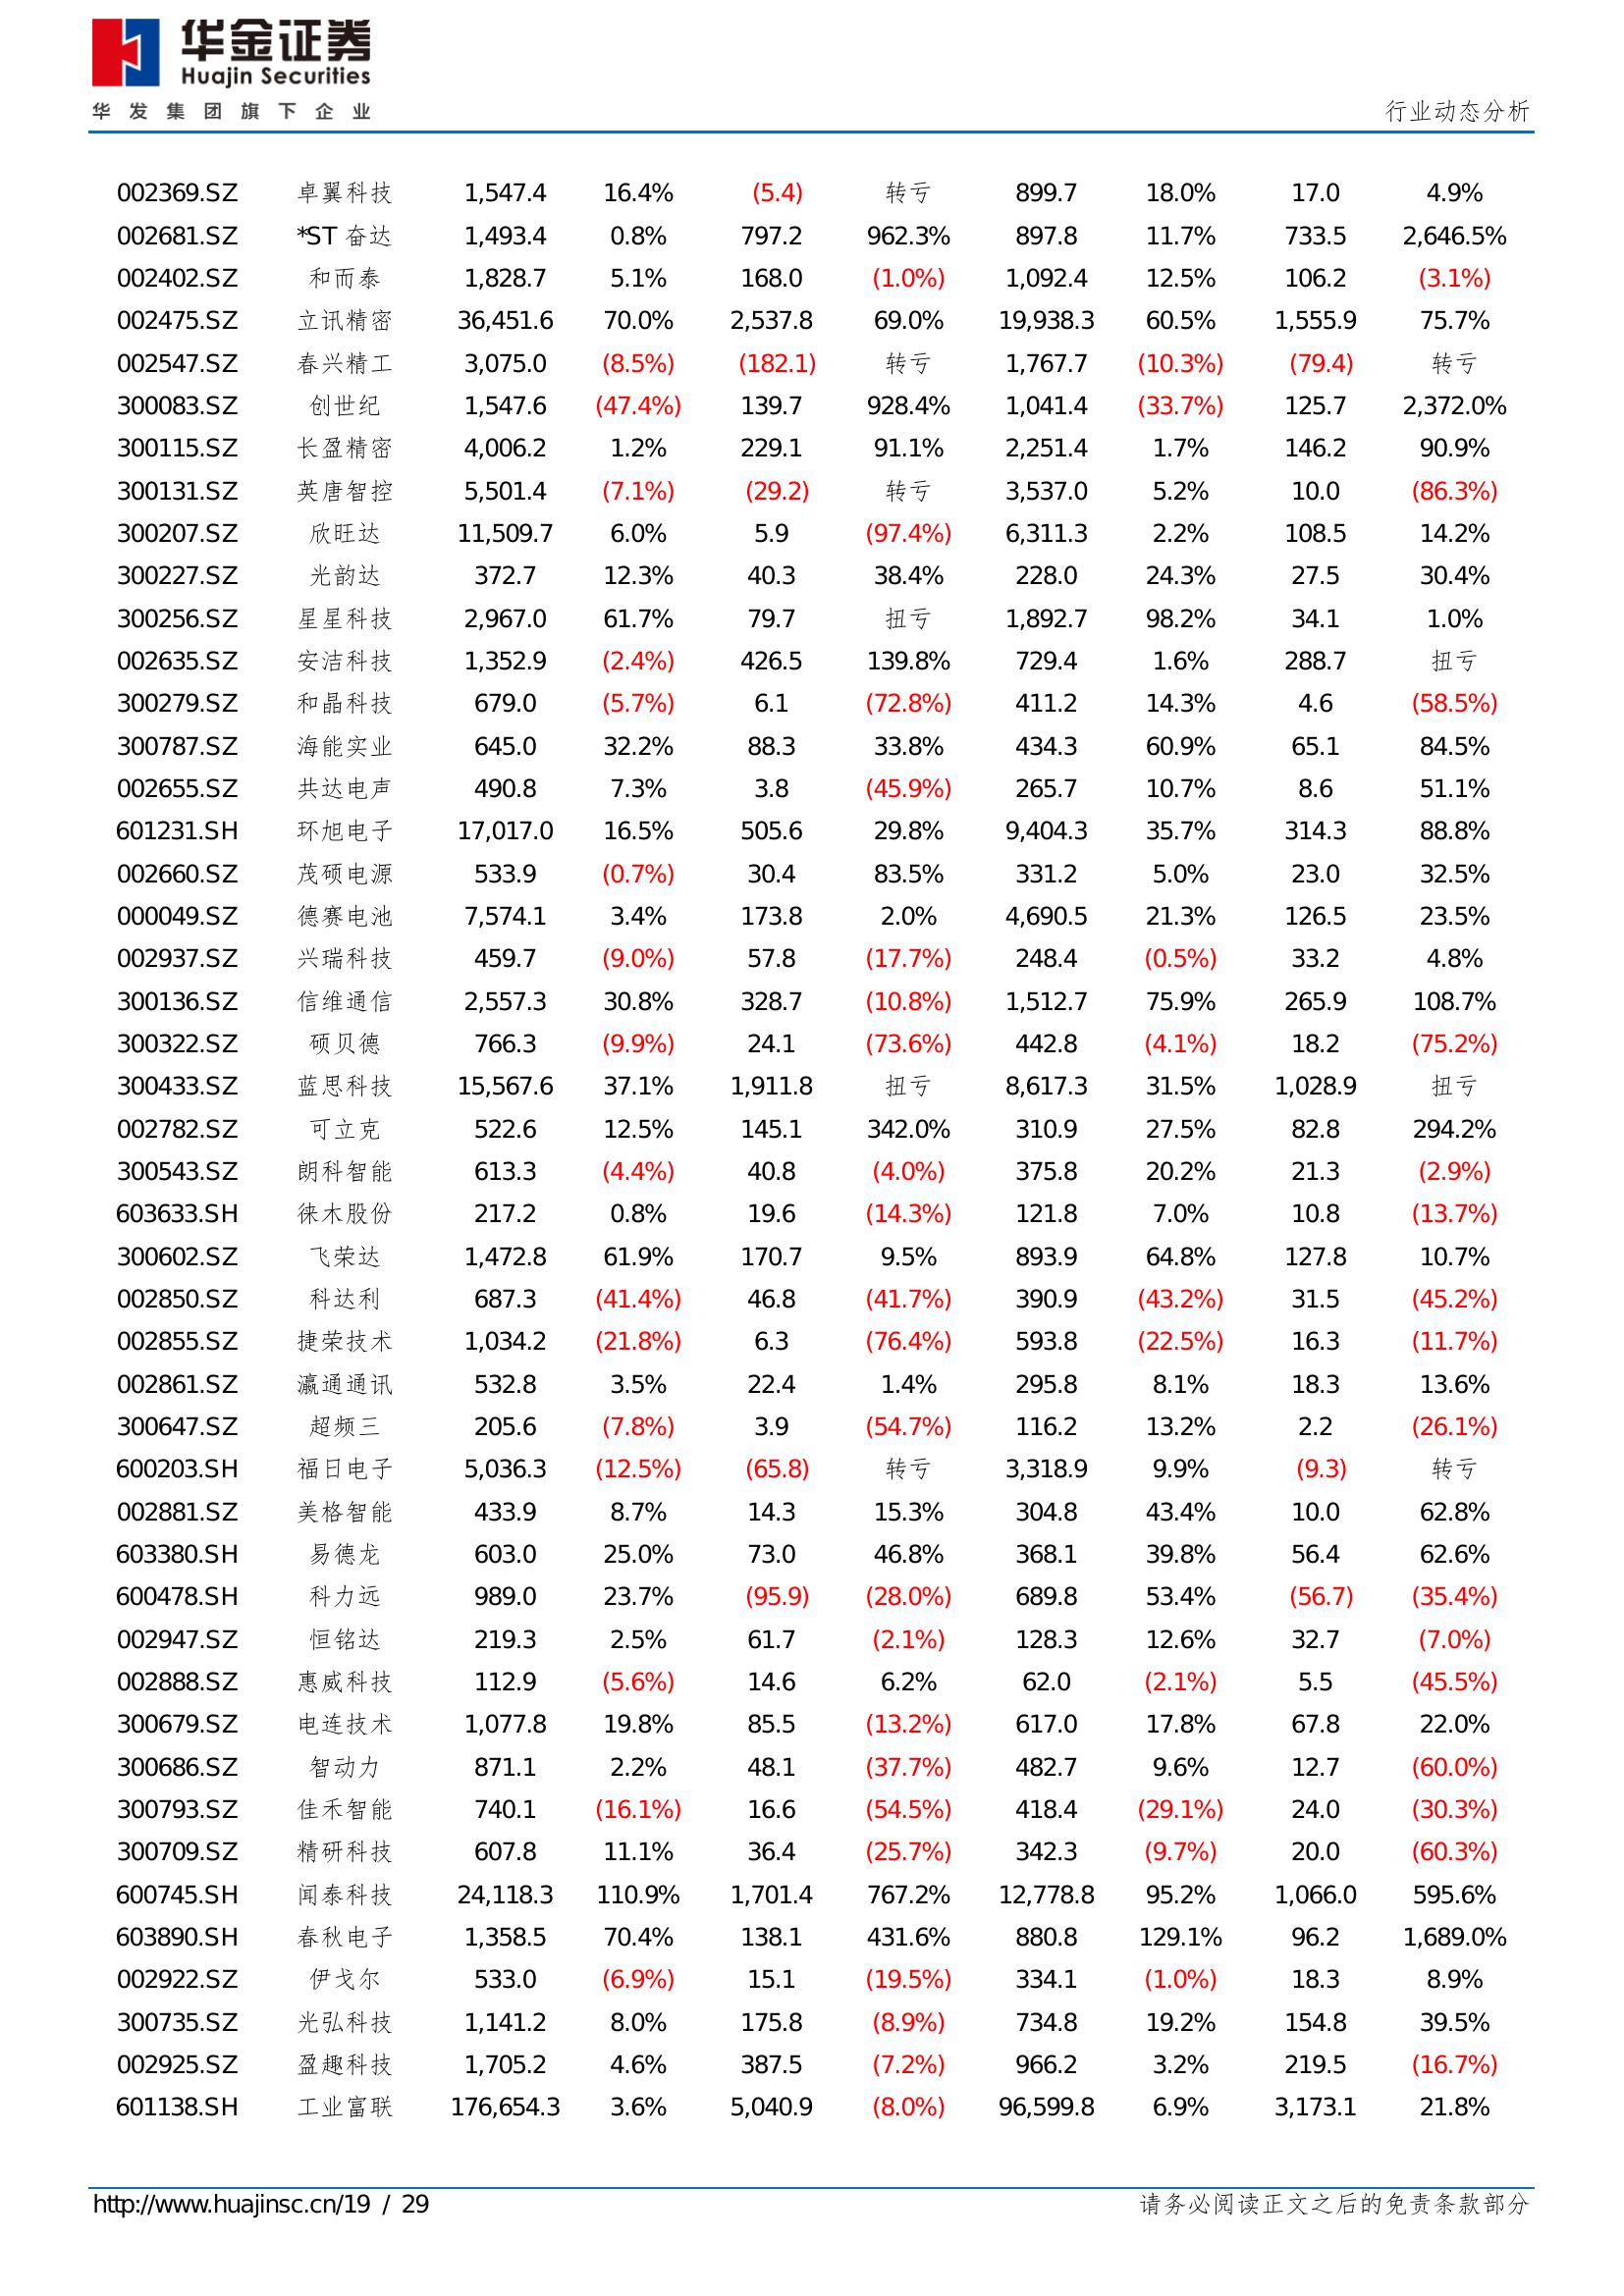 华金证券
Huajin Securities
华发集团旗下企业
行业动态分析
002369.SZ 卓翼科技 1,547.4 16.4% (5.4) 转亏 899.7 18.0% 17.0 4.9%
002681.SZ *ST 奋达 1,493.4 0.8% 797.2 962.3% 897.8 11.7% 733.5 2,646.5%
002402.SZ 和而泰 1,828.7 5.1% 168.0 (1.0%) 1,092.4 12.5% 106.2 (3.1%)
002475.SZ 立讯精密 36,451.6 70.0% 2,537.8 69.0% 19,938.3 60.5% 1,555.9 75.7%
002547.SZ 春兴精工 3,075.0 (8.5%) (182.1) 转亏 1,767.7 (10.3%) (79.4) 转亏
300083.SZ 创世纪 1,547.6 (47.4%) 139.7 928.4% 1,041.4 (33.7%) 125.7 2,372.0%
300115.SZ 长盈精密 4,006.2 1.2% 229.1 91.1% 2,251.4 1.7% 146.2 90.9%
300131.SZ 英唐智控 5,501.4 (7.1%) (29.2) 转亏 3,537.0 5.2% 10.0 (86.3%)
300207.SZ 欣旺达 11,509.7 6.0% 5.9 (97.4%) 6,311.3 2.2% 108.5 14.2%
300227.SZ 光韵达 372.7 12.3% 40.3 38.4% 228.0 24.3% 27.5 30.4%
300256.SZ 星星科技 2,967.0 61.7% 79.7 扭亏 1,892.7 98.2% 34.1 1.0%
002635.SZ 安洁科技 1,352.9 (2.4%) 426.5 139.8% 729.4 1.6% 288.7 扭亏
300279.SZ 和晶科技 679.0 (5.7%) 6.1 (72.8%) 411.2 14.3% 4.6 (58.5%)
300787.SZ 海能实业 645.0 32.2% 88.3 33.8% 434.3 60.9% 65.1 84.5%
002655.SZ 共达电声 490.8 7.3% 3.8 (45.9%) 265.7 10.7% 8.6 51.1%
601231.SH 环旭电子 17,017.0 16.5% 505.6 29.8% 9,404.3 35.7% 314.3 88.8%
002660.SZ 茂硕电源 533.9 (0.7%) 30.4 83.5% 331.2 5.0% 23.0 32.5%
000049.SZ 德赛电池 7,574.1 3.4% 173.8 2.0% 4,690.5 21.3% 126.5 23.5%
002937.SZ 兴瑞科技 459.7 (9.0%) 57.8 (17.7%) 248.4 (0.5%) 33.2 4.8%
300136.SZ 信维通信 2,557.3 30.8% 328.7 (10.8%) 1,512.7 75.9% 265.9 108.7%
300322.SZ 硕贝德 766.3 (9.9%) 24.1 (73.6%) 442.8 (4.1%) 18.2 (75.2%)
300433.SZ 蓝思科技 15,567.6 37.1% 1,911.8 扭亏 8,617.3 31.5% 1,028.9 扭亏
002782.SZ 可立克 522.6 12.5% 145.1 342.0% 310.9 27.5% 82.8 294.2%
300543.SZ 朗科智能 613.3 (4.4%) 40.8 (4.0%) 375.8 20.2% 21.3 (2.9%)
603633.SH 徕木股份 217.2 0.8% 19.6 (14.3%) 121.8 7.0% 10.8 (13.7%)
300602.SZ 飞荣达 1,472.8 61.9% 170.7 9.5% 893.9 64.8% 127.8 10.7%
002850.SZ 科达利 687.3 (41.4%) 46.8 (41.7%) 390.9 (43.2%) 31.5 (45.2%)
002855.SZ 捷荣技术 1,034.2 (21.8%) 6.3 (76.4%) 593.8 (22.5%) 16.3 (11.7%)
002861.SZ 瀛通通讯 532.8 3.5% 22.4 1.4% 295.8 8.1% 18.3 13.6%
300647.SZ 超频三 205.6 (7.8%) 3.9 (54.7%) 116.2 13.2% 2.2 (26.1%)
600203.SH 福日电子 5,036.3 (12.5%) (65.8) 转亏 3,318.9 9.9% (9.3) 转亏
002881.SZ 美格智能 433.9 8.7% 14.3 15.3% 304.8 43.4% 10.0 62.8%
603380.SH 易德龙 603.0 25.0% 73.0 46.8% 368.1 39.8% 56.4 62.6%
600478.SH 科力远 989.0 23.7% (95.9) (28.0%) 689.8 53.4% (56.7) (35.4%)
002947.SZ 恒铭达 219.3 2.5% 61.7 (2.1%) 128.3 12.6% 32.7 (7.0%)
002888.SZ 惠威科技 112.9 (5.6%) 14.6 6.2% 62.0 (2.1%) 5.5 (45.5%)
300679.SZ 电连技术 1,077.8 19.8% 85.5 (13.2%) 617.0 17.8% 67.8 22.0%
300686.SZ 智动力 871.1 2.2% 48.1 (37.7%) 482.7 9.6% 12.7 (60.0%)
300793.SZ 佳禾智能 740.1 (16.1%) 16.6 (54.5%) 418.4 (29.1%) 24.0 (30.3%)
300709.SZ 精研科技 607.8 11.1% 36.4 (25.7%) 342.3 (9.7%) 20.0 (60.3%)
600745.SH 闻泰科技 24,118.3 110.9% 1,701.4 767.2% 12,778.8 95.2% 1,066.0 595.6%
603890.SH 春秋电子 1,358.5 70.4% 138.1 431.6% 880.8 129.1% 96.2 1,689.0%
002922.SZ 伊戈尔 533.0 (6.9%) 15.1 (19.5%) 334.1 (1.0%) 18.3 8.9%
300735.SZ 光弘科技 1,141.2 8.0% 175.8 (8.9%) 734.8 19.2% 154.8 39.5%
002925.SZ 盈趣科技 1,705.2 4.6% 387.5 (7.2%) 966.2 3.2% 219.5 (16.7%)
601138.SH 工业富联 176,654.3 3.6% 5,040.9 (8.0%) 96,599.8 6.9% 3,173.1 21.8%
http://www.huajinsc.cn/19 / 29
请务必阅读正文之后的免责条款部分